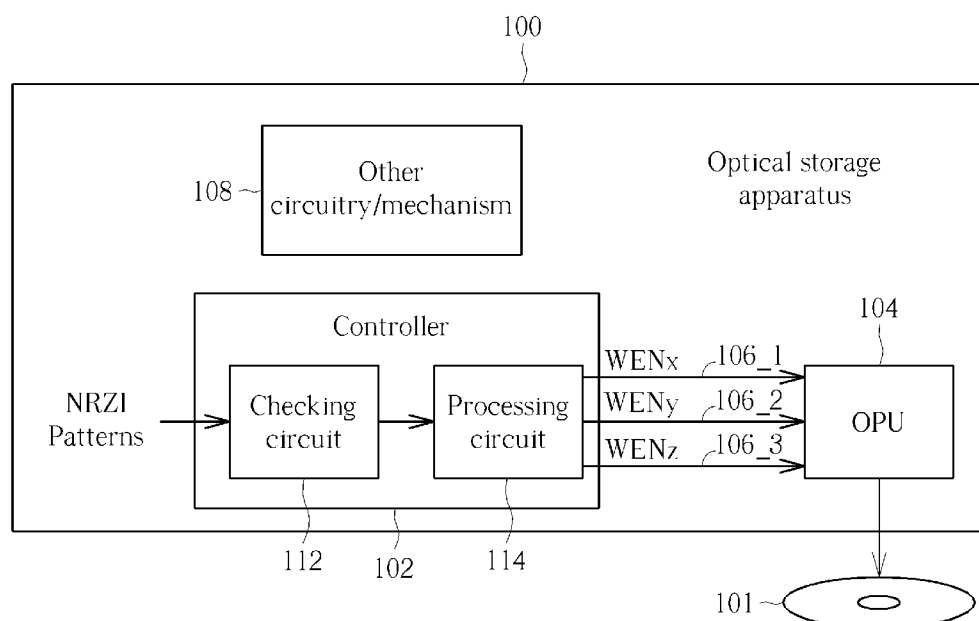 100
Other
circuitry/mechanism
108
Optical storage
apparatus
Controller
104
NRZI
Patterns
Checking
circuit
Processing
circuit
WENx
106_1
WENy
106_2
WENz
106_3
OPU
112
102
114
101